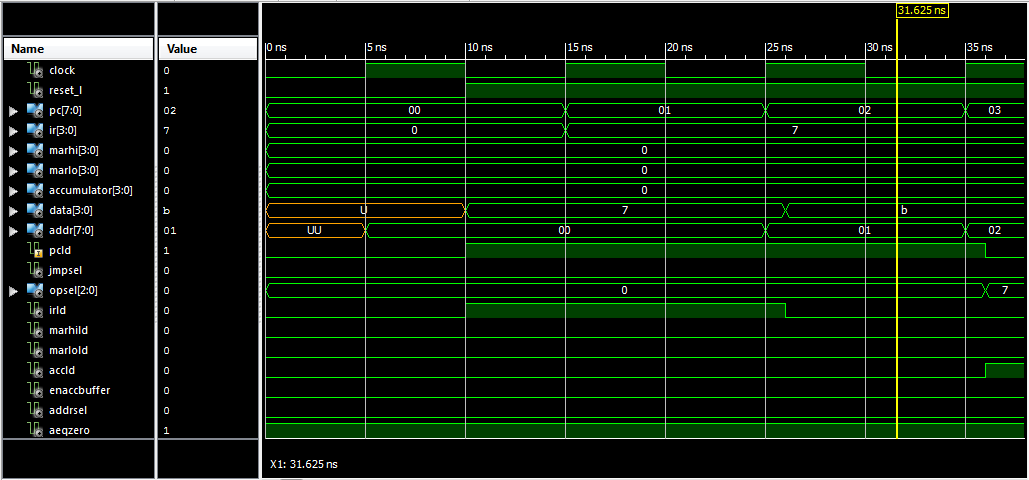 31.625 ns
Name Value 0 ns 5 ns 10 ns 15 ns 20 ns 25 ns 30 ns 35 ns
clock 0
reset_l 1
pc[7:0] 02 00 01 02 03
ir[3:0] 7 0 7
marhi[3:0] 0 0
marlo[3:0] 0 0
accumulator[3:0] 0 0
data[3:0] b U 7 b
addr[7:0] 01 UU 00 01 02
pcld 1
jmpsel 0
opsel[2:0] 0 0 7
irld 0
marhild 0
marlold 0
accld 0
enaccbuffer 0
addrsel 0
aeqzero 1
X1: 31.625 ns